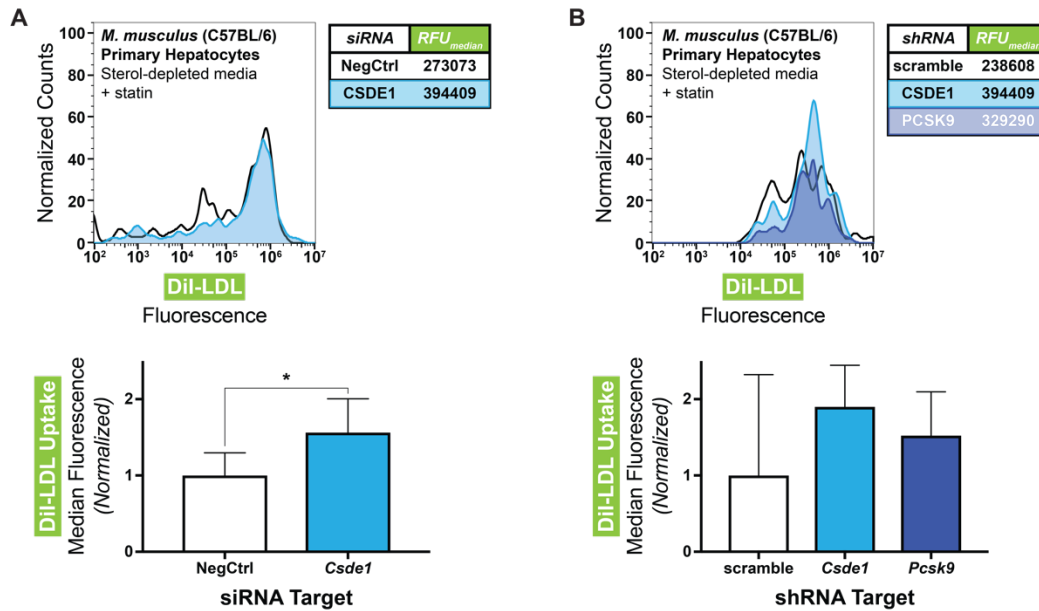 A
M. musculus (C57BL/6)
Primary Hepatocytes
Sterol-depleted media
+ statin
Normalized Counts
100
80
60
40
20
0
10² 10³ 10⁴ 10⁵ 10⁶ 10⁷
DiI-LDL
Fluorescence
siRNA RFU median
NegCtrl 273073
CSDE1 394409
B
M. musculus (C57BL/6)
Primary Hepatocytes
Sterol-depleted media
+ statin
Normalized Counts
100
80
60
40
20
0
10² 10³ 10⁴ 10⁵ 10⁶ 10⁷
DiI-LDL
Fluorescence
shRNA RFU median
scramble 238608
CSDE1 394409
PCSK9 329290
DiI-LDL Uptake
Median Fluorescence
(Normalized)
2
1
0
*
NegCtrl Csde1
siRNA Target
DiI-LDL Uptake
Median Fluorescence
(Normalized)
2
1
0
scramble Csde1 Pcsk9
shRNA Target